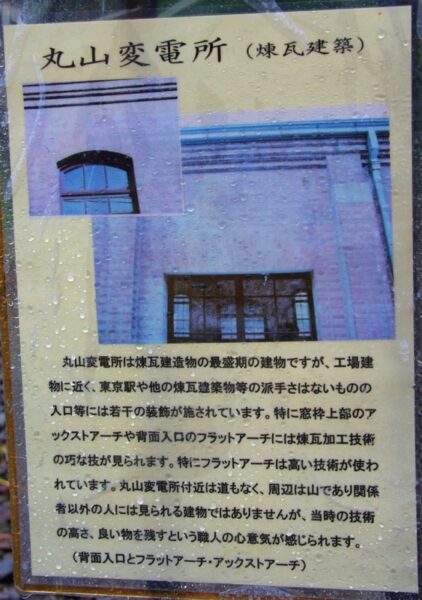 丸山変電所（煉瓦建築）
丸山変電所は煉瓦建造物の最盛期の建物ですが、工場建
物に近く、東京駅や他の煉瓦建築物等の派手さはないものの
入口等には若干の装飾が施されています。特に窓枠上部のア
ックストアーチや背面入口のフラットアーチには煉瓦加工技術
の巧な技が見られます。特にフラットアーチは高い技術が使わ
れています。丸山変電所付近は道もなく、周辺は山であり関係
者以外の人には見られる建物ではありませんが、当時の技術
の高さ、良い物を残すという職人の心意気が感じられます。
（背面入口とフラットアーチ・アックストアーチ）